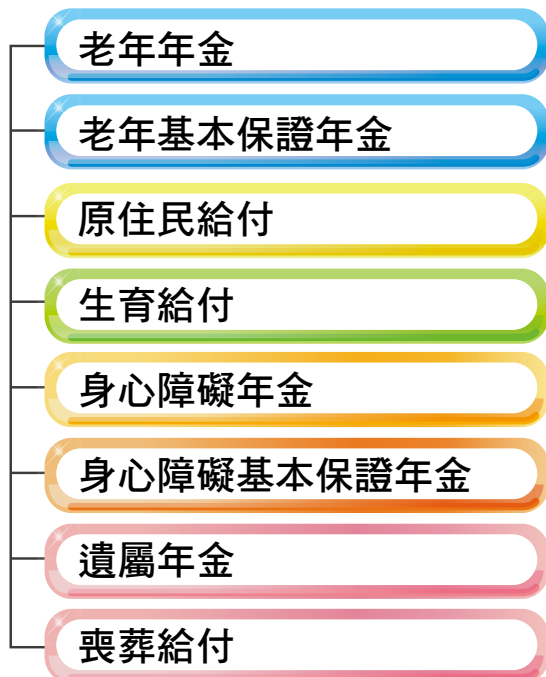 老年年金
老年基本保證年金
原住民給付
生育給付
身心障礙年金
身心障礙基本保證年金
遺屬年金
喪葬給付